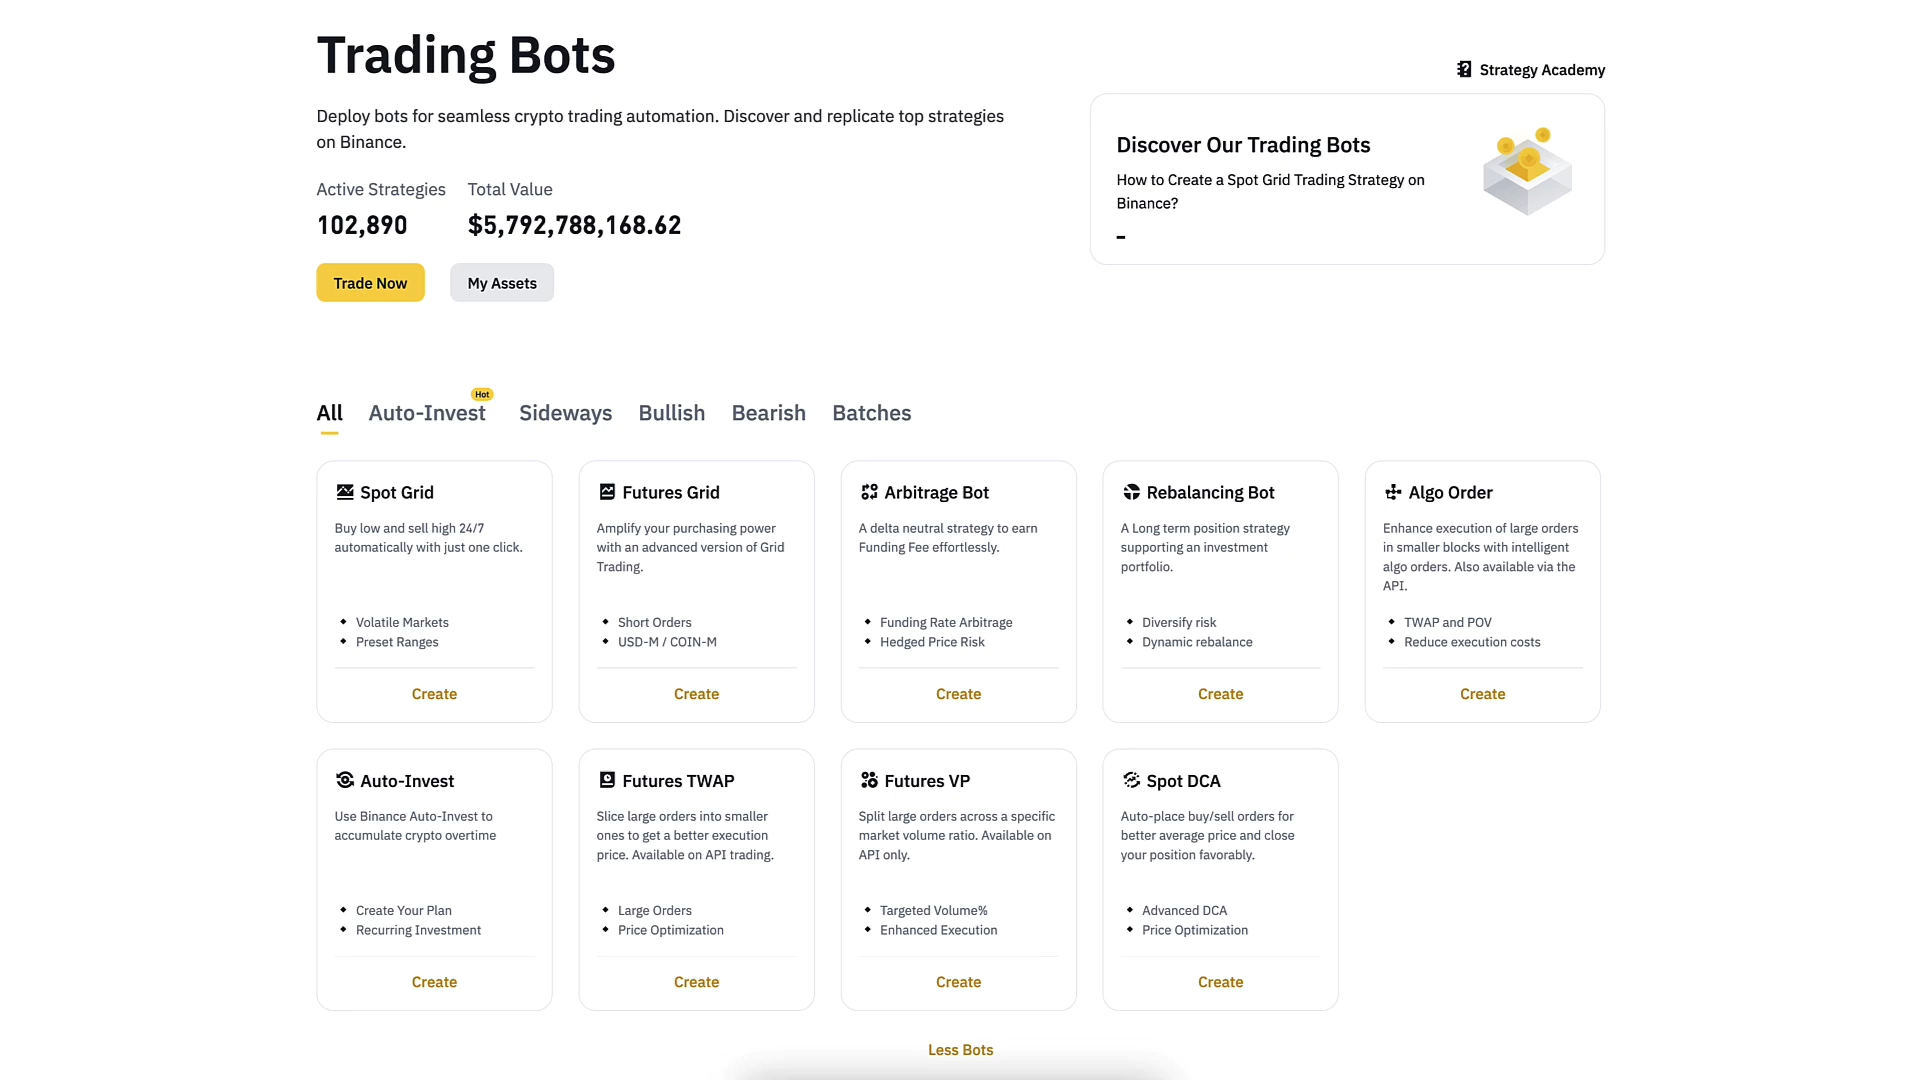 Trading Bots
Strategy Academy
Deploy bots for seamless crypto trading automation. Discover and replicate top strategies
on Binance.
Active Strategies
Total Value
102,890
$5,792,788,168.62
Trade Now
My Assets
Discover Our Trading Bots
How to Create a Spot Grid Trading Strategy on
Binance?
All
Auto-Invest
Hot
Sideways
Bullish
Bearish
Batches
Spot Grid
Buy low and sell high 24/7
automatically with just one click.
Volatile Markets
Preset Ranges
Create
Futures Grid
Amplify your purchasing power
with an advanced version of Grid
Trading.
Short Orders
USD-M / COIN-M
Create
Arbitrage Bot
A delta neutral strategy to earn
Funding Fee effortlessly.
Funding Rate Arbitrage
Hedged Price Risk
Create
Rebalancing Bot
A Long term position strategy
supporting an investment
portfolio.
Diversify risk
Dynamic rebalance
Create
Algo Order
Enhance execution of large orders
in smaller blocks with intelligent
algo orders. Also available via the
API.
TWAP and POV
Reduce execution costs
Create
Auto-Invest
Use Binance Auto-Invest to
accumulate crypto overtime
Create Your Plan
Recurring Investment
Create
Futures TWAP
Slice large orders into smaller
ones to get a better execution
price. Available on API trading.
Large Orders
Price Optimization
Create
Futures VP
Split large orders across a specific
market volume ratio. Available on
API only.
Targeted Volume%
Enhanced Execution
Create
Spot DCA
Auto-place buy/sell orders for
better average price and close
your position favorably.
Advanced DCA
Price Optimization
Create
Less Bots